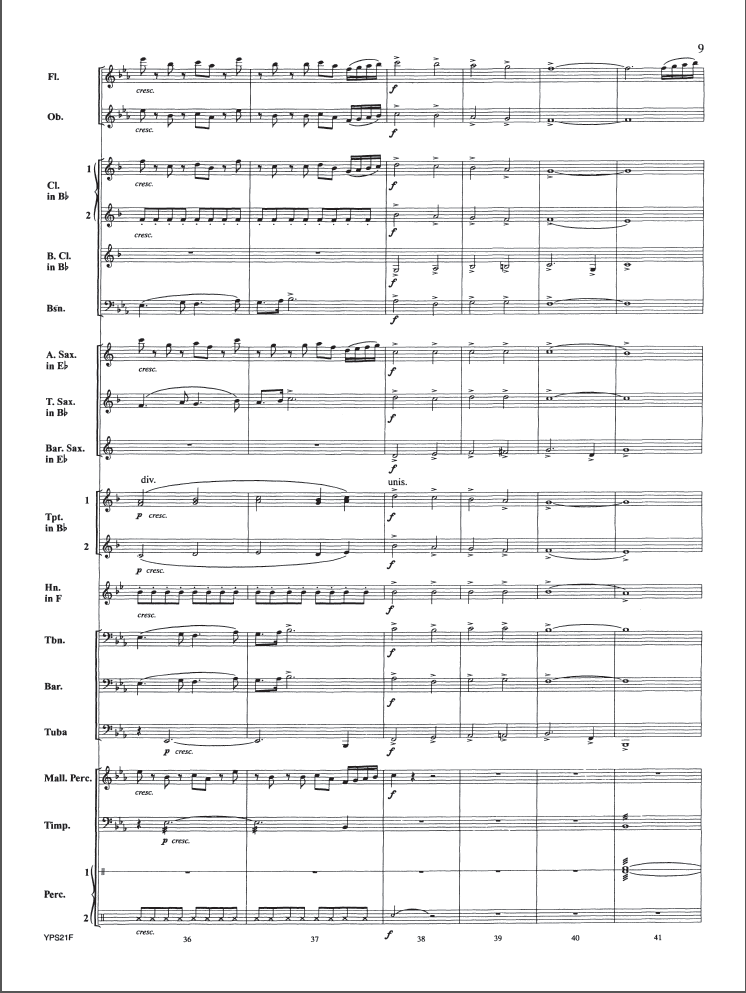 9
Fl.
cresc.
f
Ob.
cresc.
f
1
cresc.
f
Cl.
in B♭
2
cresc.
f
B. Cl.
in B♭
f
Bsn.
f
A. Sax.
in E♭
cresc.
f
T. Sax.
in B♭
f
Bar. Sax.
in E♭
f
div.
unis.
1
p cresc.
f
Tpt.
in B♭
2
p cresc.
f
Hn.
in F
cresc.
f
Tbn.
f
Bar.
f
Tuba
p cresc.
f
Mall. Perc.
cresc.
f
Timp.
p cresc.
1
Perc.
2
cresc.
f
YPS21F
36
37
38
39
40
41